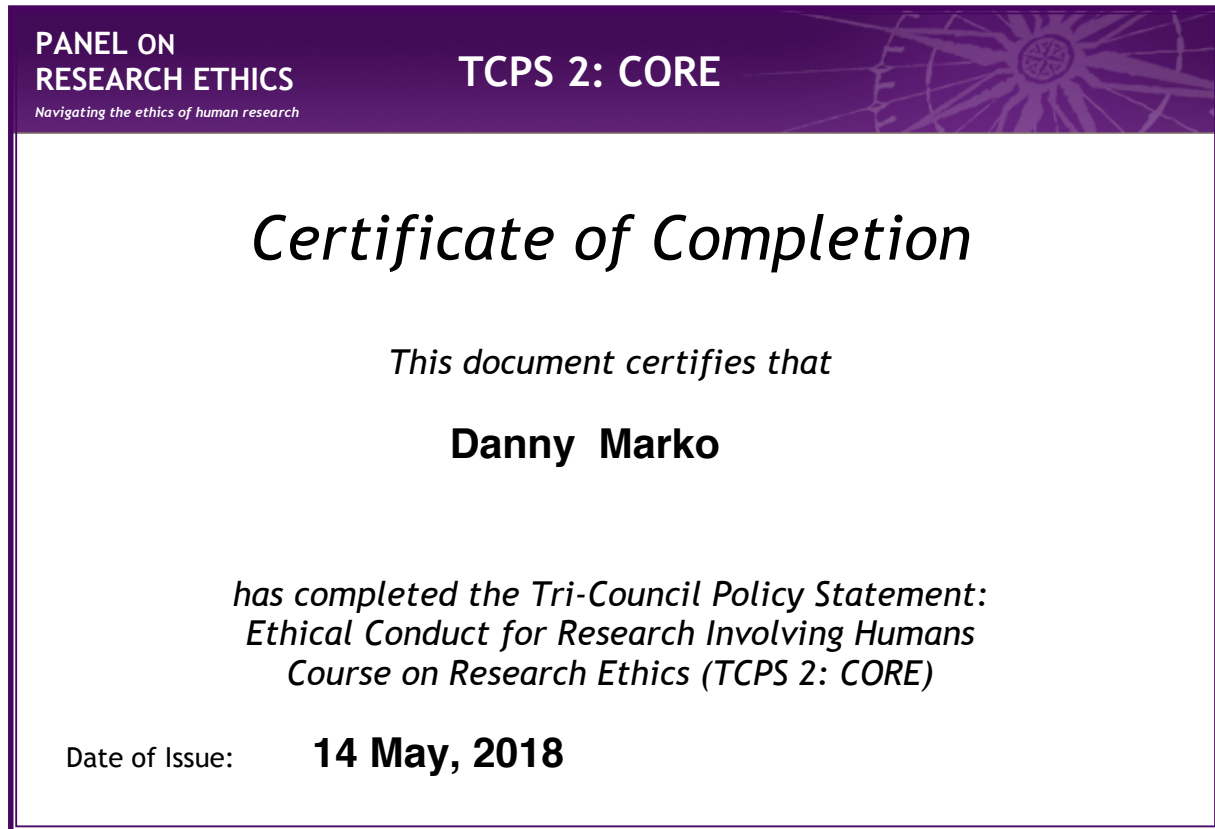 PANEL ON
RESEARCH ETHICS
Navigating the ethics of human research
TCPS 2: CORE
Certificate of Completion
This document certifies that
Danny Marko
has completed the Tri-Council Policy Statement:
Ethical Conduct for Research Involving Humans
Course on Research Ethics (TCPS 2: CORE)
Date of Issue: 14 May, 2018